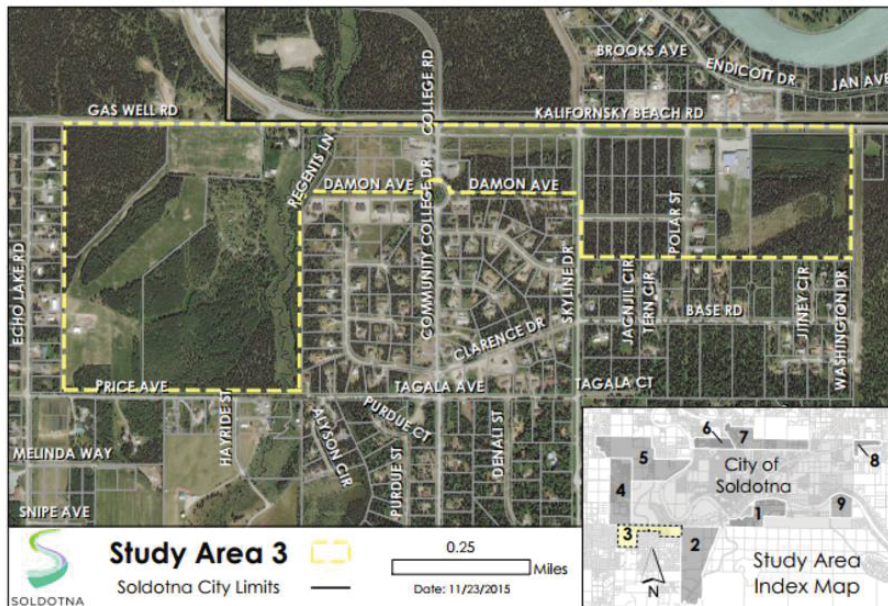 BROOKS AVE
ENDICOTT DR
JAN AVE
GAS WELL RD
COLLEGE RD
KALIFORNSKY BEACH RD
REGENTS LN
DAMON AVE
DAMON AVE
ECHO LAKE RD
COMMUNITY COLLEGE DR
SKYLINE DR
POLAR ST
JACNJIL CIR
TERN CIR
BASE RD
JITNEY CIR
WASHINGTON DR
CLARENCE DR
PRICE AVE
HAYRIDE ST
TAGALA AVE
TAGALA CT
ALYSON CIR
PURDUE CT
PURDUE ST
DENALI ST
MELINDA WAY
SNIPE AVE
6
7
5
City of
Soldotna
8
4
9
1
3
2
N
Study Area
Index Map
SOLDOTNA
Study Area 3
Soldotna City Limits
0.25
Miles
Date: 11/23/2015